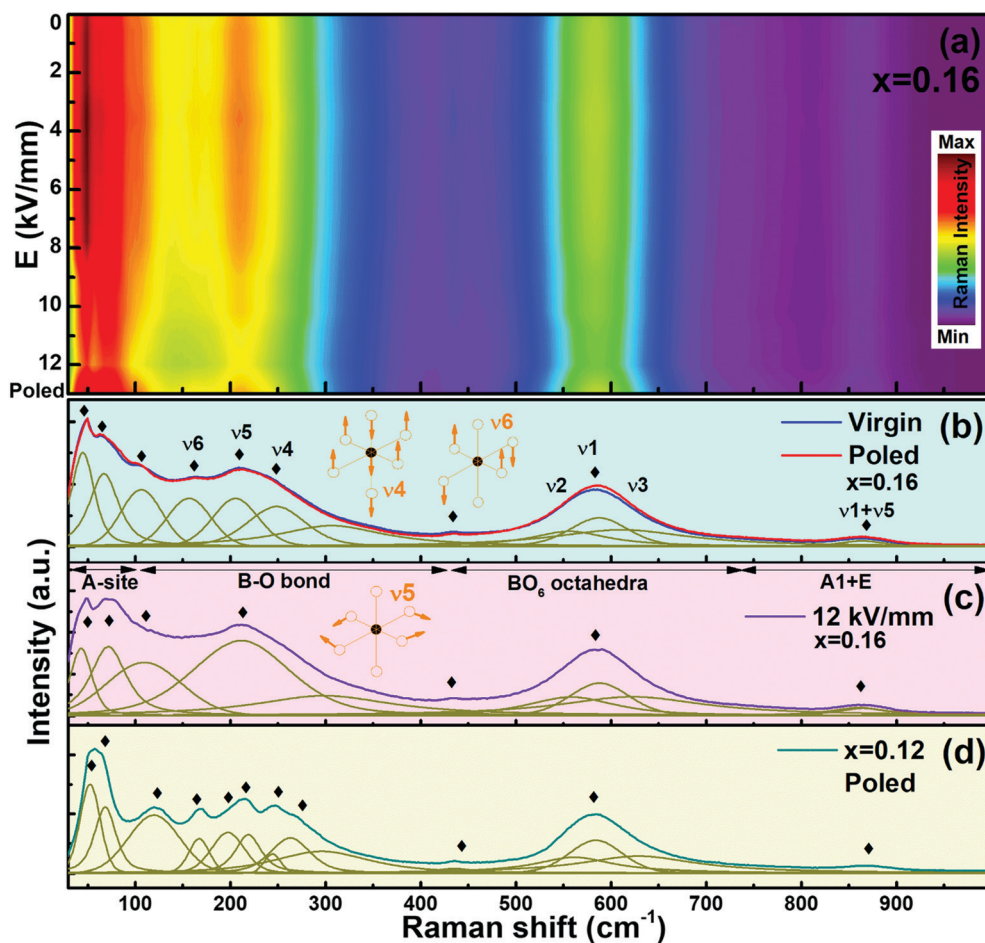 (a)
x=0.16
Max
Raman Intensity
Min
E (kV/mm)
0
2
4
6
8
10
12
Poled
(b)
Virgin
Poled
x=0.16
ν6
ν5
ν4
ν4
ν6
ν1
ν2
ν3
ν1+ν5
A-site
B-O bond
BO₆ octahedra
A1+E
(c)
ν5
12 kV/mm
x=0.16
Intensity (a.u.)
(d)
x=0.12
Poled
100 200 300 400 500 600 700 800 900
Raman shift (cm⁻¹)